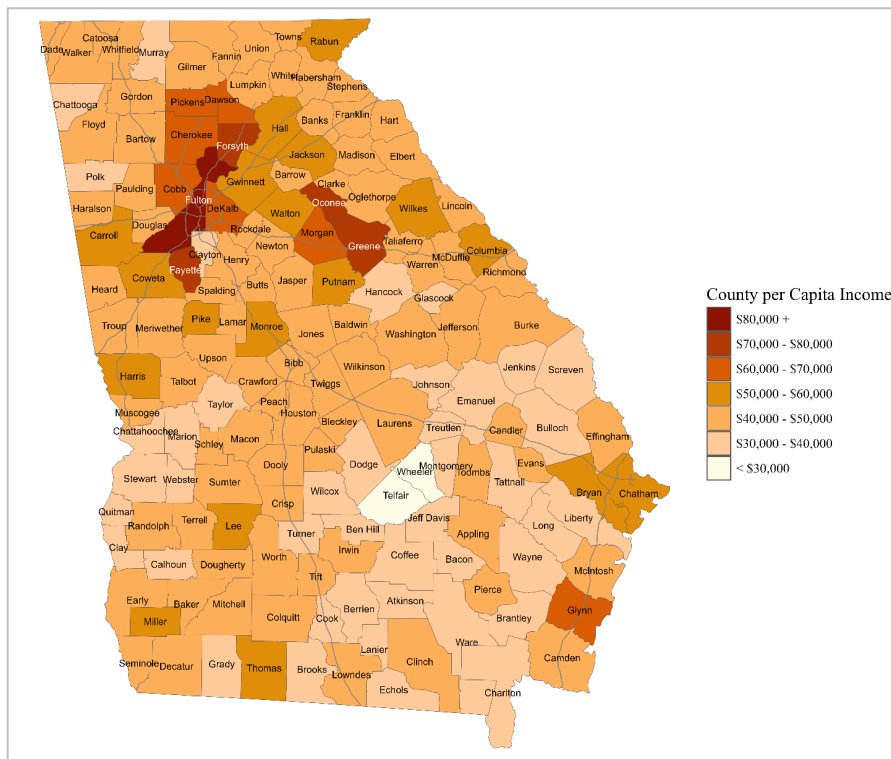 Dade
Catoosa
Walker
Whitfield
Murray
Fannin
Union
Towns
Rabun
Gilmer
White
Habersham
Lumpkin
Stephens
Chattooga
Gordon
Pickens
Dawson
Banks
Franklin
Hart
Floyd
Bartow
Cherokee
Forsyth
Hall
Jackson
Madison
Elbert
Polk
Paulding
Cobb
Gwinnett
Barrow
Clarke
Oglethorpe
Fulton
Oconee
Wilkes
Lincoln
Haralson
Douglas
DeKalb
Walton
Rockdale
Morgan
Greene
Taliaferro
Columbia
Carroll
Clayton
Newton
McDuffie
Henry
Fayette
Warren
Richmond
Coweta
Heard
Spalding
Butts
Jasper
Putnam
Hancock
Glascock
Troup
Meriwether
Pike
Lamar
Monroe
Jones
Baldwin
Washington
Jefferson
Burke
Upson
Bibb
Wilkinson
Jenkins
Screven
Harris
Talbot
Crawford
Twiggs
Johnson
Emanuel
Muscogee
Taylor
Peach
Houston
Bleckley
Laurens
Treutlen
Candler
Bulloch
Effingham
Chattahoochee
Marion
Schley
Macon
Pulaski
Dooly
Dodge
Wheeler
Montgomery
Toombs
Evans
Tattnall
Bryan
Chatham
Stewart
Webster
Sumter
Crisp
Wilcox
Telfair
Quitman
Randolph
Terrell
Lee
Turner
Ben Hill
Jeff Davis
Appling
Long
Liberty
Clay
Calhoun
Dougherty
Worth
Irwin
Coffee
Bacon
Wayne
Tift
McIntosh
Early
Baker
Mitchell
Colquitt
Cook
Berrien
Atkinson
Pierce
Brantley
Glynn
Miller
Ware
Seminole
Decatur
Grady
Thomas
Brooks
Lowndes
Lanier
Clinch
Echols
Charlton
Camden
County per Capita Income
$80,000 +
$70,000 - $80,000
$60,000 - $70,000
$50,000 - $60,000
$40,000 - $50,000
$30,000 - $40,000
< $30,000